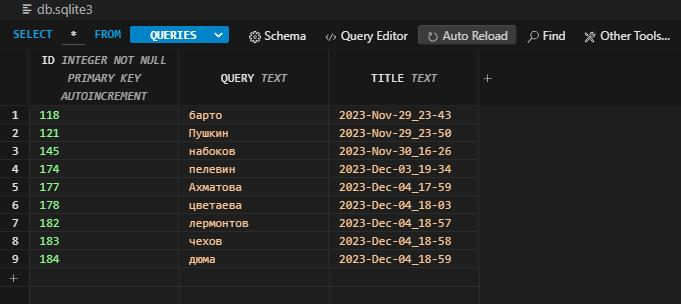 db.sqlite3
SELECT * FROM QUERIES Schema Query Editor Auto Reload Find Other Tools...
ID INTEGER NOT NULL PRIMARY KEY AUTOINCREMENT QUERY TEXT TITLE TEXT +
1 118 барто 2023-Nov-29_23-43
2 121 Пушкин 2023-Nov-29_23-50
3 145 набоков 2023-Nov-30_16-26
4 174 пелевин 2023-Dec-03_19-34
5 177 Ахматова 2023-Dec-04_17-59
6 178 цветаева 2023-Dec-04_18-03
7 182 лермонтов 2023-Dec-04_18-57
8 183 чехов 2023-Dec-04_18-58
9 184 дюма 2023-Dec-04_18-59
+